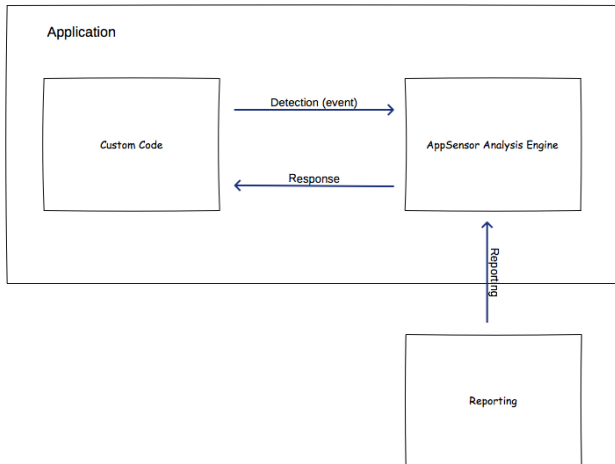 Application
Detection (event)
Custom Code
AppSensor Analysis Engine
Response
Reporting
Reporting